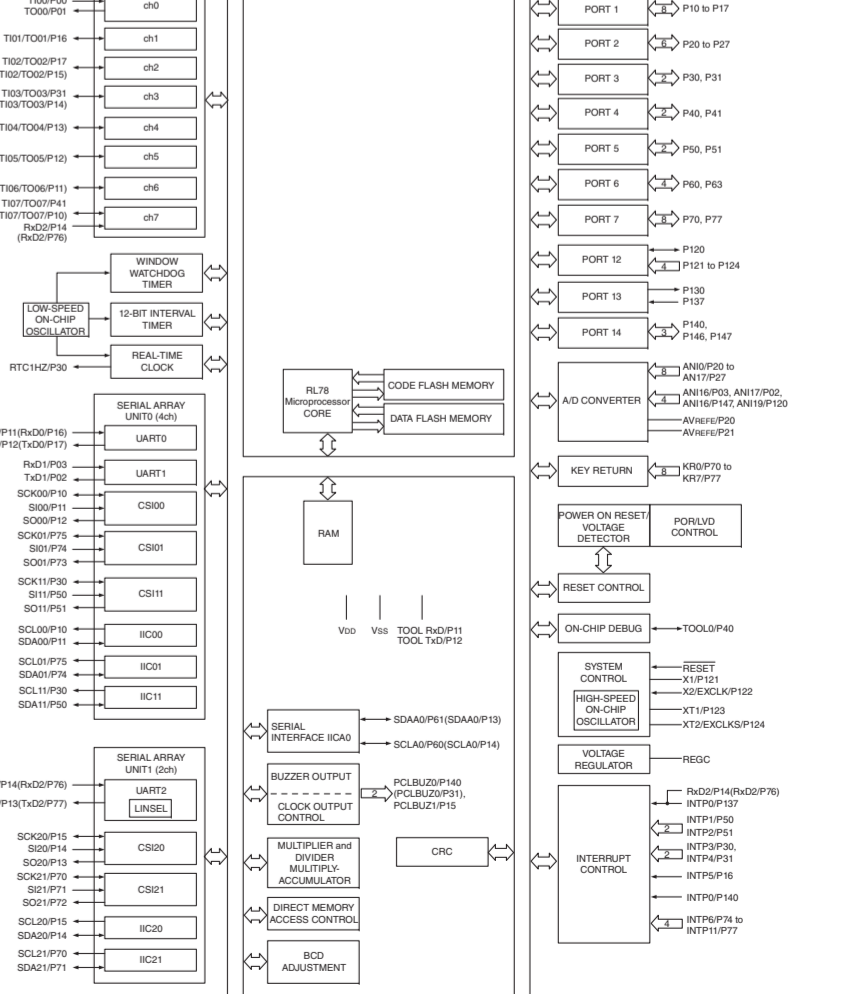 TI00/P00
TO00/P01
ch0
TI01/TO01/P16
ch1
TI02/TO02/P17
TI02/TO02/P15)
ch2
TI03/TO03/P31
TI03/TO03/P14)
ch3
TI04/TO04/P13)
ch4
TI05/TO05/P12)
ch5
TI06/TO06/P11)
ch6
TI07/TO07/P41
TI07/TO07/P10)
RxD2/P14
(RxD2/P76)
ch7
LOW-SPEED
ON-CHIP
OSCILLATOR
WINDOW
WATCHDOG
TIMER
12-BIT INTERVAL
TIMER
RTC1HZ/P30
REAL-TIME
CLOCK
SERIAL ARRAY
UNIT0 (4ch)
/P11(RxD0/P16)
/P12(TxD0/P17)
UART0
RxD1/P03
TxD1/P02
UART1
SCK00/P10
SI00/P11
SO00/P12
CSI00
SCK01/P75
SI01/P74
SO01/P73
CSI01
SCK11/P30
SI11/P50
SO11/P51
CSI11
SCL00/P10
SDA00/P11
IIC00
SCL01/P75
SDA01/P74
IIC01
SCL11/P30
SDA11/P50
IIC11
SERIAL ARRAY
UNIT1 (2ch)
/P14(RxD2/P76)
/P13(TxD2/P77)
UART2
LINSEL
SCK20/P15
SI20/P14
SO20/P13
CSI20
SCK21/P70
SI21/P71
SO21/P72
CSI21
SCL20/P15
SDA20/P14
IIC20
SCL21/P70
SDA21/P71
IIC21
RL78
Microprocessor
CORE
CODE FLASH MEMORY
DATA FLASH MEMORY
RAM
VDD
VSS
TOOL RxD/P11
TOOL TxD/P12
SERIAL
INTERFACE IICA0
SDAA0/P61(SDAA0/P13)
SCLA0/P60(SCLA0/P14)
BUZZER OUTPUT
CLOCK OUTPUT
CONTROL
2
PCLBUZ0/P140
(PCLBUZ0/P31),
PCLBUZ1/P15
MULTIPLIER and
DIVIDER
MULITIPLY-
ACCUMULATOR
CRC
DIRECT MEMORY
ACCESS CONTROL
BCD
ADJUSTMENT
PORT 1
8
P10 to P17
PORT 2
6
P20 to P27
PORT 3
2
P30, P31
PORT 4
2
P40, P41
PORT 5
2
P50, P51
PORT 6
4
P60, P63
PORT 7
8
P70, P77
PORT 12
P120
4
P121 to P124
PORT 13
P130
P137
PORT 14
3
P140,
P146, P147
A/D CONVERTER
8
ANI0/P20 to
AN17/P27
4
ANI16/P03, ANI17/P02,
ANI16/P147, ANI19/P120
AVREFE/P20
AVREFE/P21
KEY RETURN
8
KR0/P70 to
KR7/P77
POWER ON RESET/
VOLTAGE
DETECTOR
POR/LVD
CONTROL
RESET CONTROL
ON-CHIP DEBUG
TOOL0/P40
SYSTEM
CONTROL
HIGH-SPEED
ON-CHIP
OSCILLATOR
RESET
X1/P121
X2/EXCLK/P122
XT1/P123
XT2/EXCLKS/P124
VOLTAGE
REGULATOR
REGC
INTERRUPT
CONTROL
RxD2/P14(RxD2/P76)
INTP0/P137
2
INTP1/P50
INTP2/P51
2
INTP3/P30,
INTP4/P31
INTP5/P16
INTP0/P140
4
INTP6/P74 to
INTP11/P77